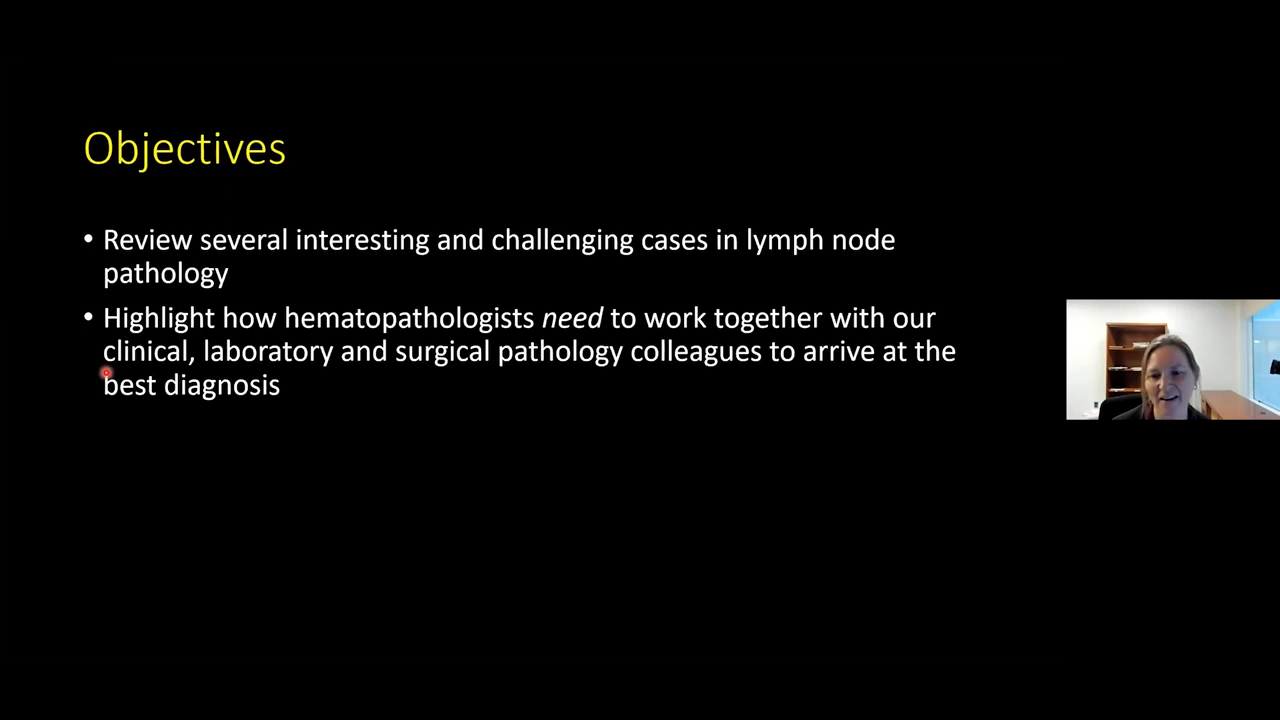 Objectives
• Review several interesting and challenging cases in lymph node
pathology
• Highlight how hematopathologists need to work together with our
clinical, laboratory and surgical pathology colleagues to arrive at the
best diagnosis